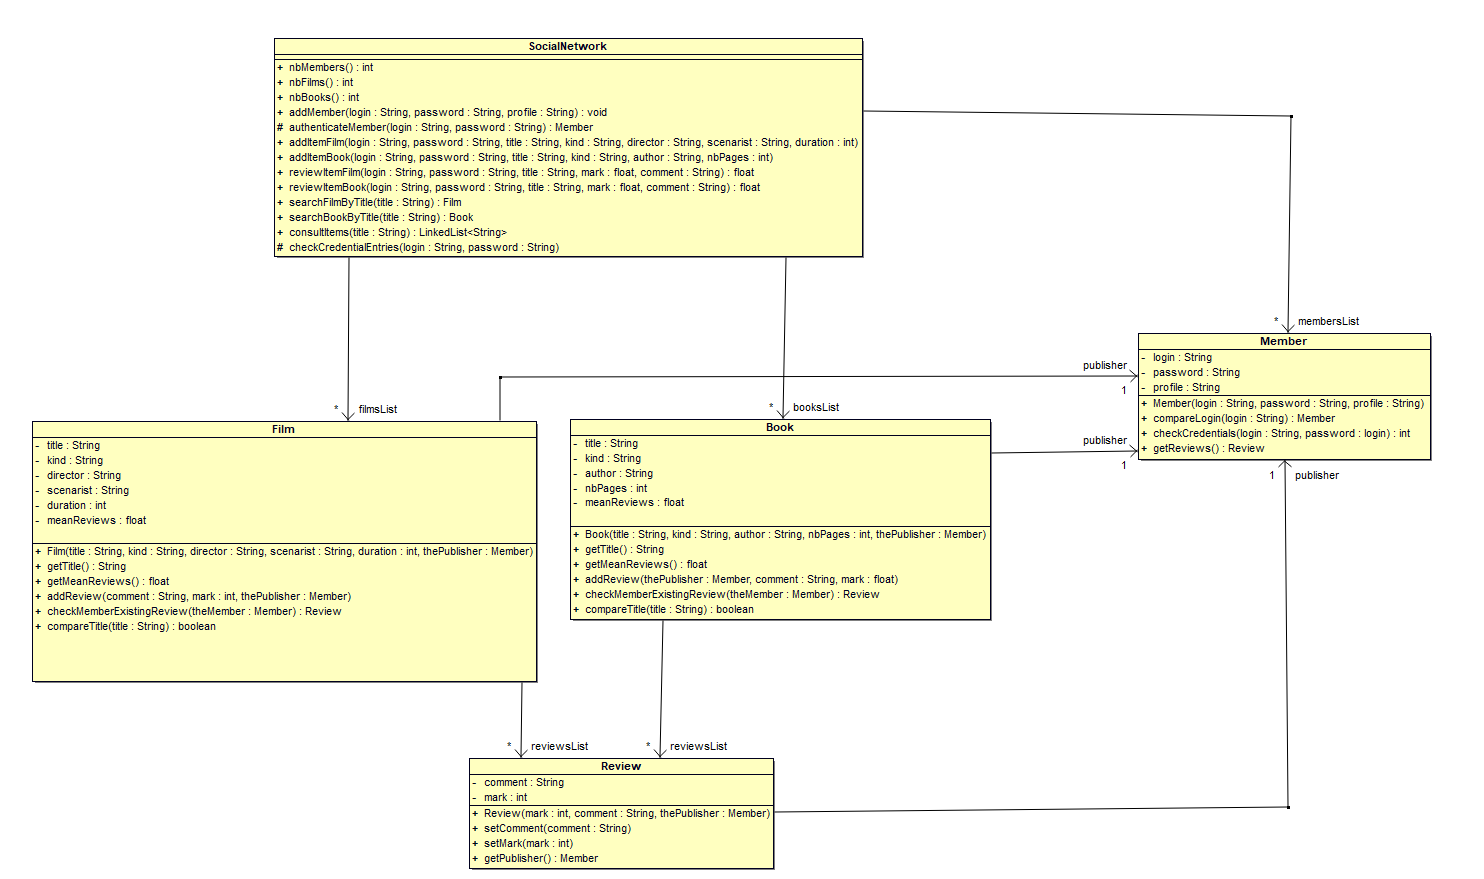 SocialNetwork
+ nbMembers() : int
+ nbFilms() : int
+ nbBooks() : int
+ addMember(login : String, password : String, profile : String) : void
# authenticateMember(login : String, password : String) : Member
+ addItemFilm(login : String, password : String, title : String, kind : String, director : String, scenarist : String, duration : int)
+ addItemBook(login : String, password : String, title : String, kind : String, author : String, nbPages : int)
+ reviewItemFilm(login : String, password : String, title : String, mark : float, comment : String) : float
+ reviewItemBook(login : String, password : String, title : String, mark : float, comment : String) : float
+ searchFilmByTitle(title : String) : Film
+ searchBookByTitle(title : String) : Book
+ consultItems(title : String) : LinkedList<String>
# checkCredentialEntries(login : String, password : String)
* membersList
Member
- login : String
- password : String
- profile : String
+ Member(login : String, password : String, profile : String)
+ compareLogin(login : String) : Member
+ checkCredentials(login : String, password : login) : int
+ getReviews() : Review
publisher
1
publisher
1
1 publisher
* filmsList
Film
- title : String
- kind : String
- director : String
- scenarist : String
- duration : int
- meanReviews : float
+ Film(title : String, kind : String, director : String, scenarist : String, duration : int, thePublisher : Member)
+ getTitle() : String
+ getMeanReviews() : float
+ addReview(comment : String, mark : int, thePublisher : Member)
+ checkMemberExistingReview(theMember : Member) : Review
+ compareTitle(title : String) : boolean
* booksList
Book
- title : String
- kind : String
- author : String
- nbPages : int
- meanReviews : float
+ Book(title : String, kind : String, author : String, nbPages : int, thePublisher : Member)
+ getTitle() : String
+ getMeanReviews() : float
+ addReview(thePublisher : Member, comment : String, mark : float)
+ checkMemberExistingReview(theMember : Member) : Review
+ compareTitle(title : String) : boolean
* reviewsList
* reviewsList
Review
- comment : String
- mark : int
+ Review(mark : int, comment : String, thePublisher : Member)
+ setComment(comment : String)
+ setMark(mark : int)
+ getPublisher() : Member